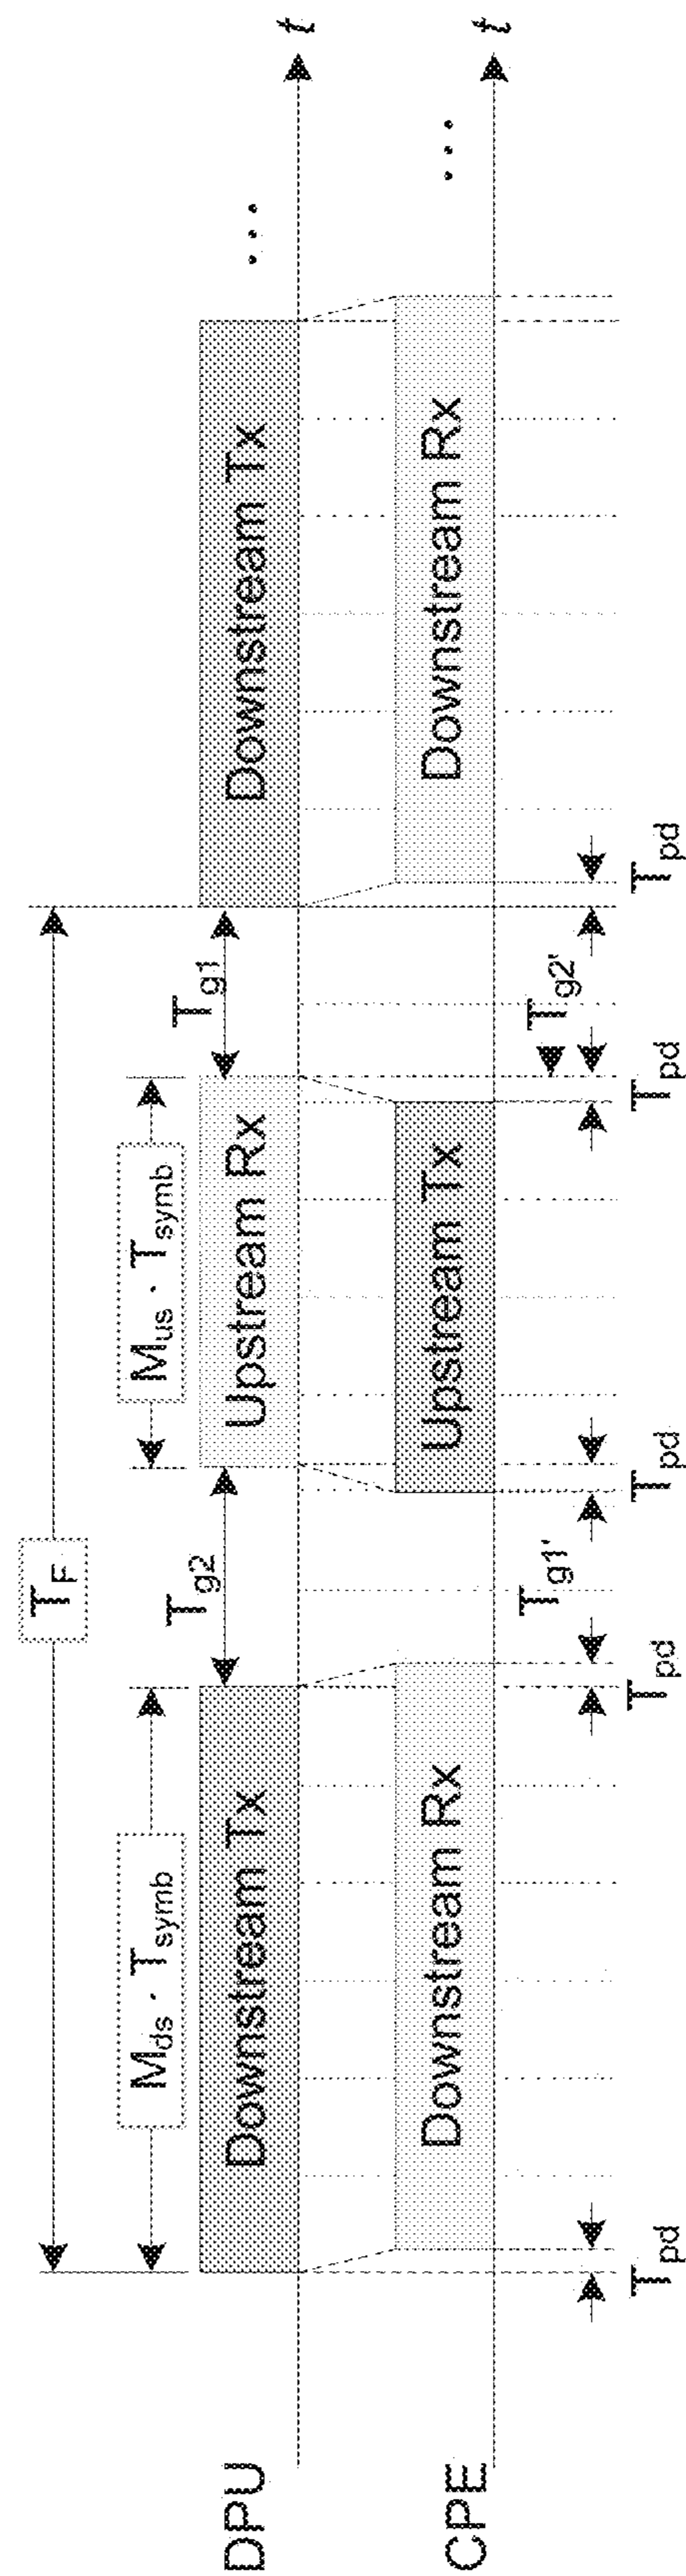 T_F
M_ds · T_symb
M_us · T_symb
T_g2
T_g1
DPU
Downstream Tx
Upstream Rx
Downstream Tx
...
t
CPE
Downstream Rx
Upstream Tx
Downstream Rx
...
t
T_g1'
T_g2'
T_pd
T_pd
T_pd
T_pd
T_pd